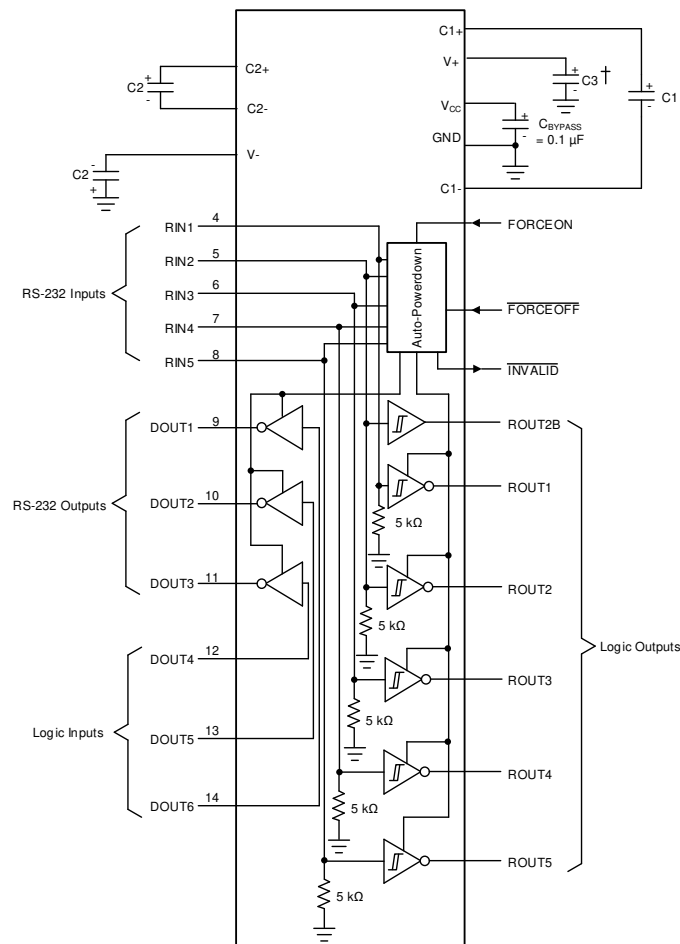 C1+
V+
C3 †
C1
C2+
C2
C2-
V_CC
C_BYPASS
= 0.1 µF
GND
V-
C2
C1-
RIN1 4
RIN2 5
RIN3 6
RIN4 7
RIN5 8
RS-232 Inputs
Auto-Powerdown
FORCEON
FORCEOFF
INVALID
DOUT1 9
DOUT2 10
DOUT3 11
RS-232 Outputs
DOUT4 12
DOUT5 13
DOUT6 14
Logic Inputs
ROUT2B
ROUT1
5 kΩ
ROUT2
5 kΩ
ROUT3
5 kΩ
ROUT4
5 kΩ
ROUT5
5 kΩ
Logic Outputs
+
-
+
-
-
+
+
-
+
-
+
-